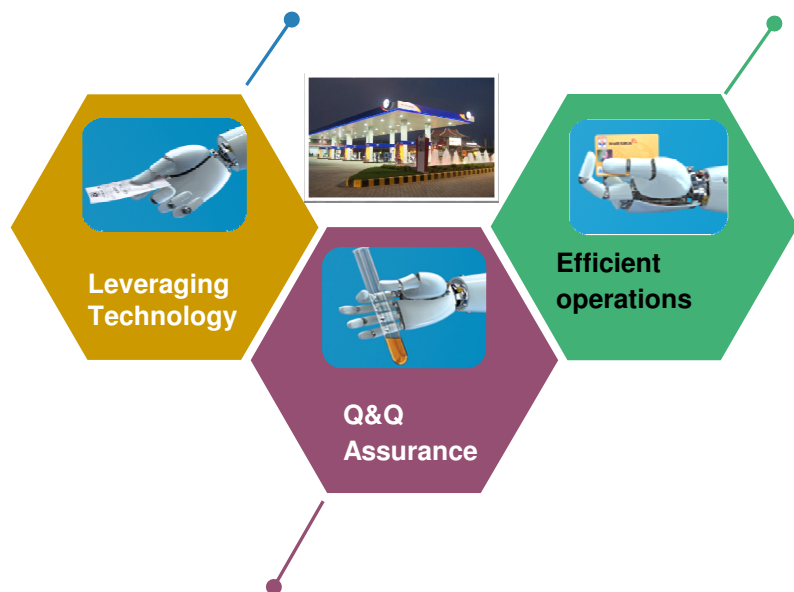 Leveraging
Technology
Q&Q
Assurance
Efficient
operations